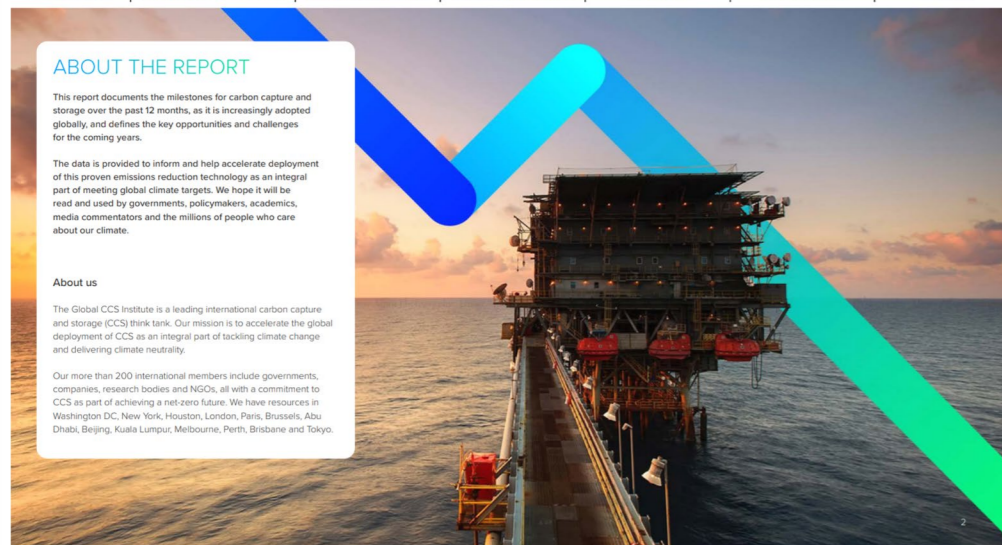 ABOUT THE REPORT
This report documents the milestones for carbon capture and
storage over the past 12 months, as it is increasingly adopted
globally, and defines the key opportunities and challenges
for the coming years.
The data is provided to inform and help accelerate deployment
of this proven emissions reduction technology as an integral
part of meeting global climate targets. We hope it will be
read and used by governments, policymakers, academics,
media commentators and the millions of people who care
about our climate.
About us
The Global CCS Institute is a leading international carbon capture
and storage (CCS) think tank. Our mission is to accelerate the global
deployment of CCS as an integral part of tackling climate change
and delivering climate neutrality.
Our more than 200 international members include governments,
companies, research bodies and NGOs, all with a commitment to
CCS as part of achieving a net-zero future. We have resources in
Washington DC, New York, Houston, London, Paris, Brussels, Abu
Dhabi, Beijing, Kuala Lumpur, Melbourne, Perth, Brisbane and Tokyo.
2